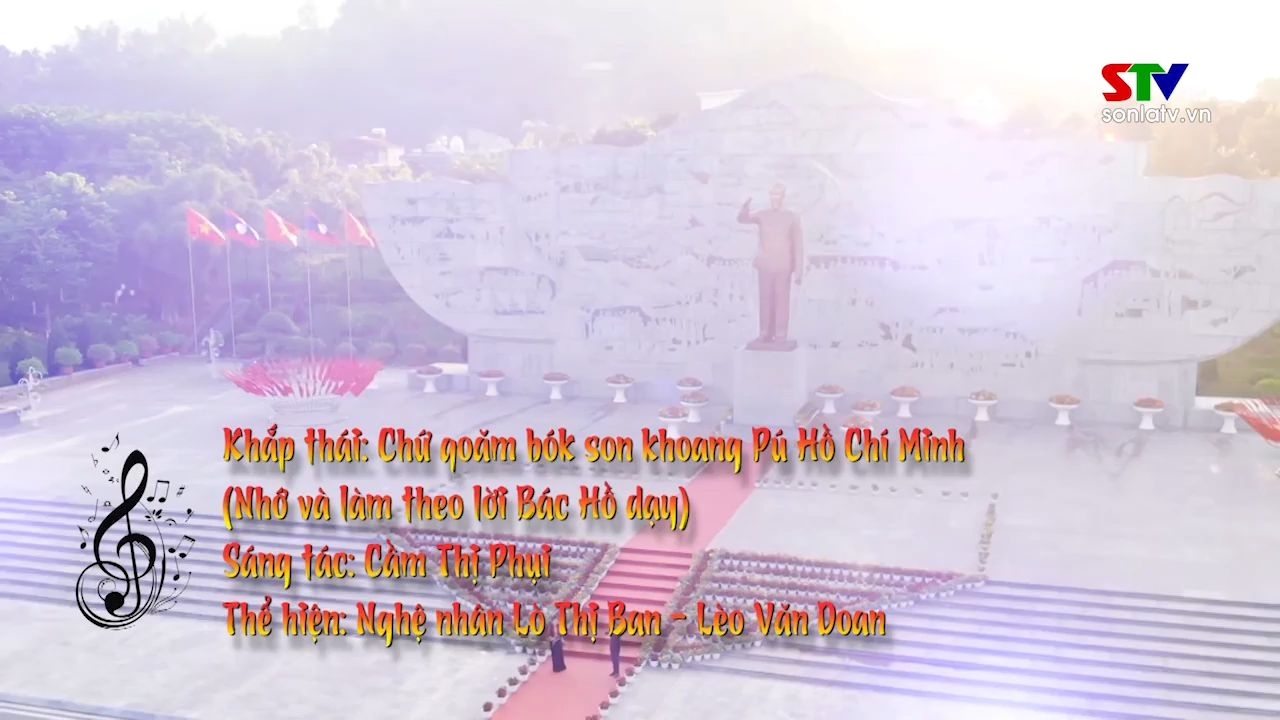 STV
sonlatv.vn
Khắp thái: Chứ qoăm bók son khoang Pú Hồ Chí Minh
(Nhớ và làm theo lời Bác Hồ dạy)
Sáng tác: Cầm Thị Phụi
Thể hiện: Nghệ nhân Lò Thị Ban - Lèo Văn Doan